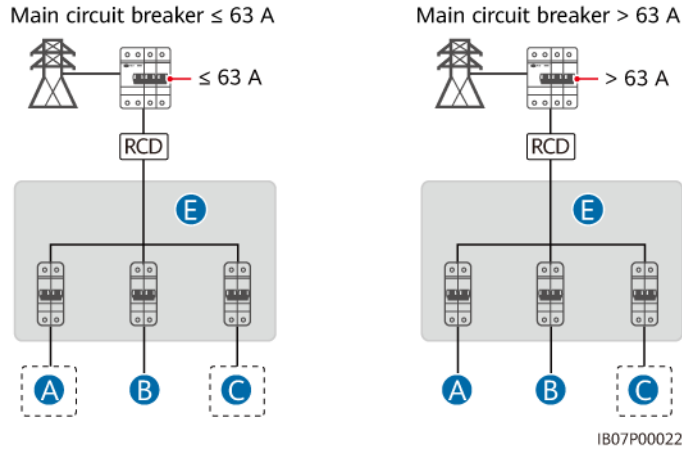 Main circuit breaker ≤ 63 A
Main circuit breaker > 63 A
≤ 63 A
> 63 A
RCD
RCD
E
E
A
B
C
A
B
C
IB07P00022